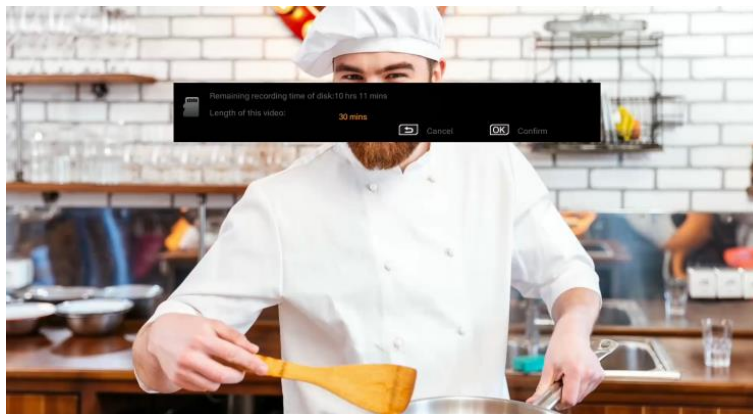 Remaining recording time of disk:10 hrs 11 mins
Length of this video: 30 mins
Cancel OK Confirm